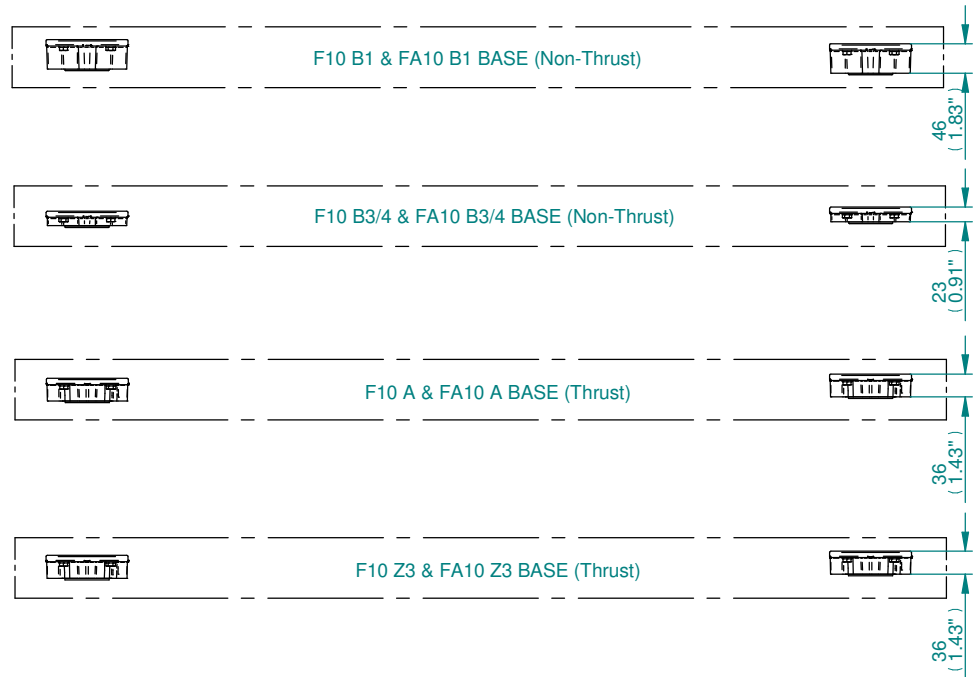 F10 B1 & FA10 B1 BASE (Non-Thrust)
46
( 1.83" )
F10 B3/4 & FA10 B3/4 BASE (Non-Thrust)
23
( 0.91" )
F10 A & FA10 A BASE (Thrust)
36
( 1.43" )
F10 Z3 & FA10 Z3 BASE (Thrust)
36
( 1.43" )